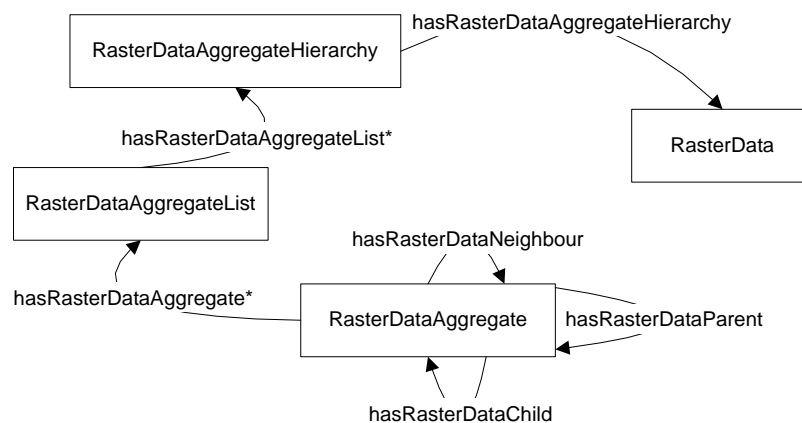 hasRasterDataAggregateHierarchy
RasterDataAggregateHierarchy
hasRasterDataAggregateList*
RasterData
RasterDataAggregateList
hasRasterDataNeighbour
hasRasterDataAggregate*
RasterDataAggregate
hasRasterDataParent
hasRasterDataChild